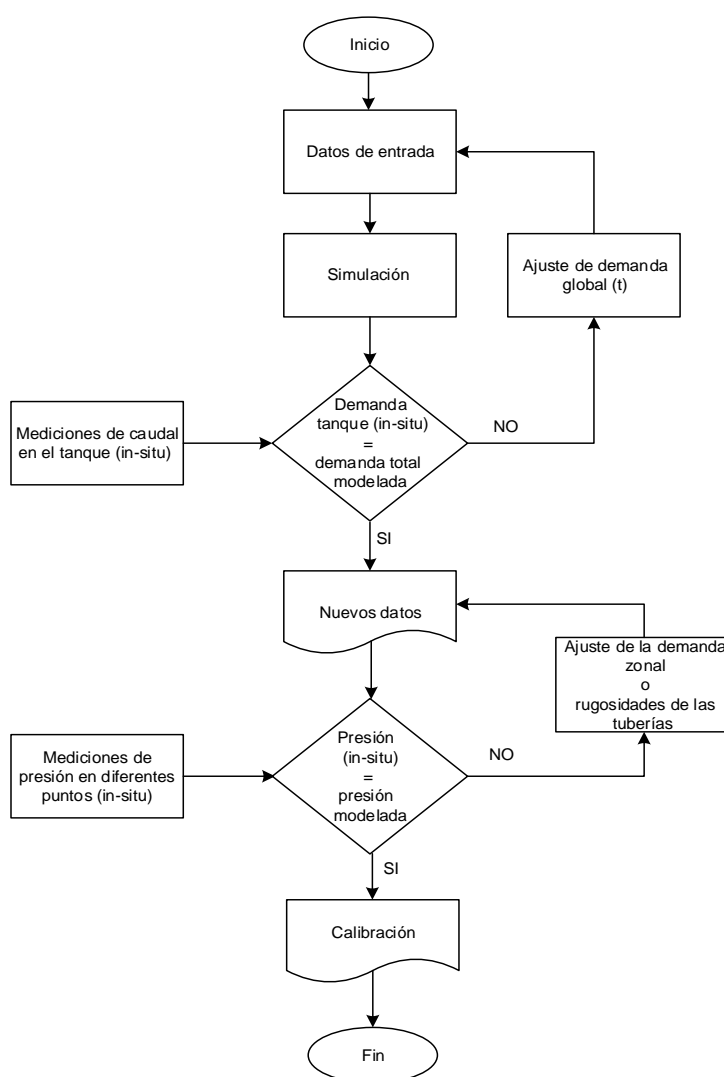 Inicio
Datos de entrada
Simulación
Ajuste de demanda
global (t)
Demanda
tanque (in-situ)
=
demanda total
modelada
NO
Mediciones de caudal
en el tanque (in-situ)
SI
Nuevos datos
Ajuste de la demanda
zonal
o
rugosidades de las
tuberías
Presión
(in-situ)
=
presión
modelada
NO
Mediciones de
presión en diferentes
puntos (in-situ)
SI
Calibración
Fin